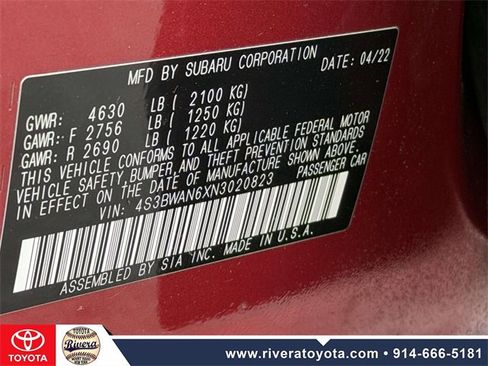 MFD BY SUBARU CORPORATION DATE: 04/22
GVWR: 4630 LB ( 2100 KG)
GAWR: F 2756 LB ( 1250 KG)
GAWR: R 2690 LB ( 1220 KG)
THIS VEHICLE CONFORMS TO ALL APPLICABLE FEDERAL MOTOR
VEHICLE SAFETY, BUMPER, AND THEFT PREVENTION STANDARDS
IN EFFECT ON THE DATE OF MANUFACTURE SHOWN ABOVE.
VIN: 4S3BWAN6XN3020823 PASSENGER CAR
ASSEMBLED BY SIA INC. MADE IN U.S.A.
TOYOTA
TOYOTA
Rivera
www.riveratoyota.com • 914-666-5181